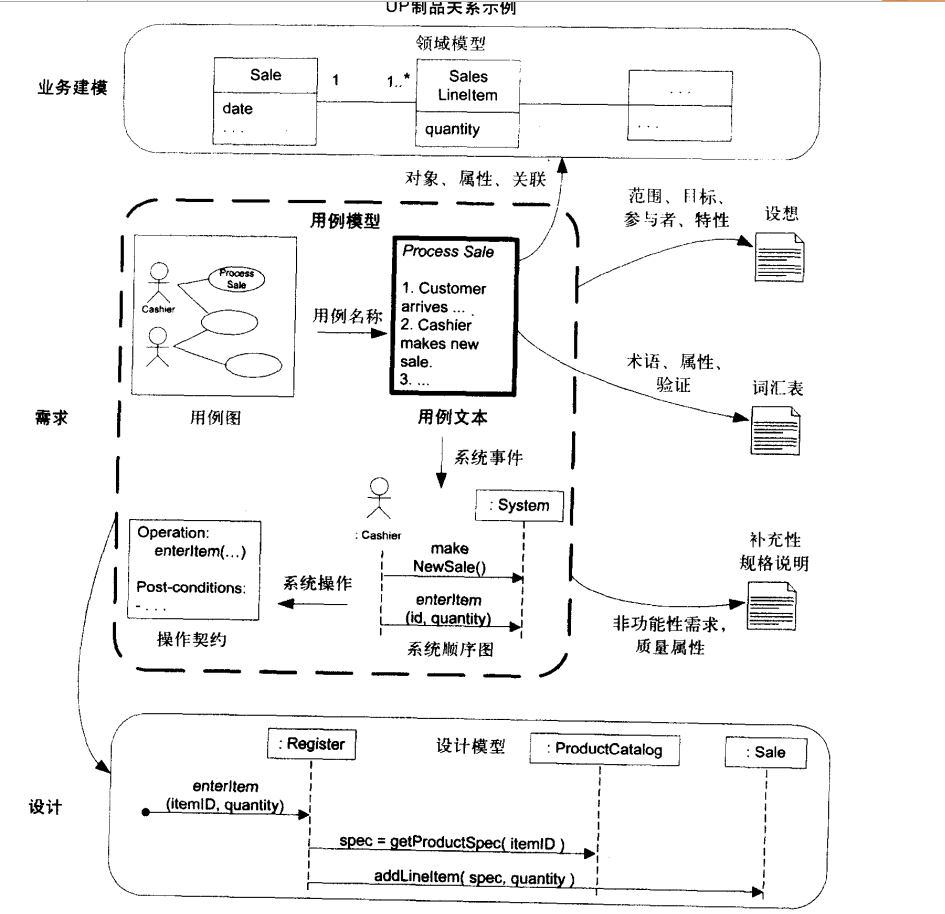 UP制品关系示例
领域模型
业务建模
Sale
date
. . .
1
1..*
Sales
LineItem
quantity
. . .
. . .
对象、属性、关联
范围、目标、
参与者、特性
设想
用例模型
Process
Sale
Cashier
用例名称
Process Sale
1. Customer
arrives ...
2. Cashier
makes new
sale.
3. ...
术语、属性、
验证
词汇表
需求
用例图
用例文本
系统事件
: System
: Cashier
make
NewSale()
enterItem
(id, quantity)
系统顺序图
Operation:
enterItem(…)
Post-conditions:
- . . .
系统操作
操作契约
补充性
规格说明
非功能性需求,
质量属性
设计
: Register
设计模型
: ProductCatalog
: Sale
enterItem
(itemID, quantity)
spec = getProductSpec( itemID )
addLineItem( spec, quantity )